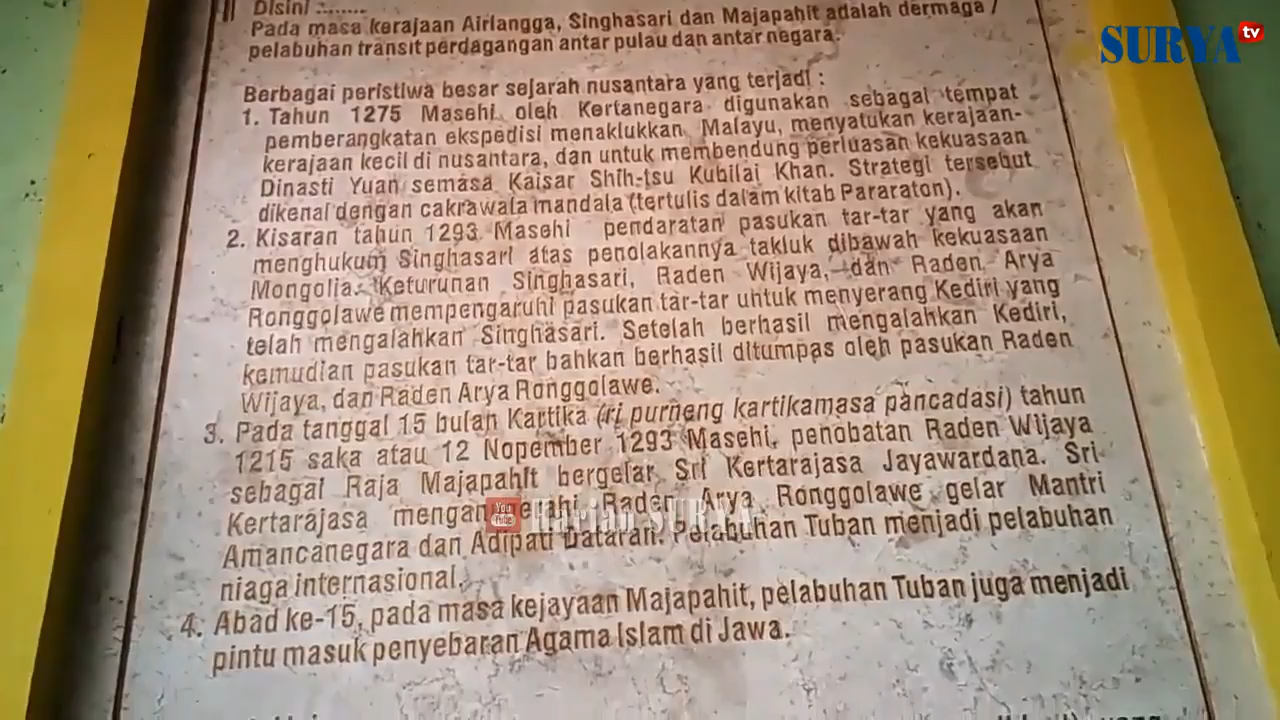 Disini :.......
SURYA tv
Pada masa kerajaan Airlangga, Singhasari dan Majapahit adalah dermaga /
pelabuhan transit perdagangan antar pulau dan antar negara.
Berbagai peristiwa besar sejarah nusantara yang terjadi :
1. Tahun 1275 Masehi oleh Kertanegara digunakan sebagai tempat
pemberangkatan ekspedisi menaklukkan Malayu, menyatukan kerajaan-
kerajaan kecil di nusantara, dan untuk membendung perluasan kekuasaan
Dinasti Yuan semasa Kaisar Shih-tsu Kubilai Khan. Strategi tersebut
dikenal dengan cakrawala mandala (tertulis dalam kitab Pararaton).
2. Kisaran tahun 1293 Masehi pendaratan pasukan tar-tar yang akan
menghukum Singhasari atas penolakannya takluk dibawah kekuasaan
Mongolia. Keturunan Singhasari, Raden Wijaya, dan Raden Arya
Ronggolawe mempengaruhi pasukan tar-tar untuk menyerang Kediri yang
telah mengalahkan Singhasari. Setelah berhasil mengalahkan Kediri,
kemudian pasukan tar-tar bahkan berhasil ditumpas oleh pasukan Raden
Wijaya, dan Raden Arya Ronggolawe.
3. Pada tanggal 15 bulan Kartika (ri purneng kartikamasa pancadasi) tahun
1215 saka atau 12 Nopember 1293 Masehi, penobatan Raden Wijaya
sebagai Raja Majapahit bergelar Sri Kertarajasa Jayawardana. Sri
Kertarajasa Raden Arya Ronggolawe gelar Mantri
You Tube Harian SURYA
Amancanegara dan Adipati Dataran. Pelabuhan Tuban menjadi pelabuhan
niaga internasional.
4. Abad ke-15, pada masa kejayaan Majapahit, pelabuhan Tuban juga menjadi
pintu masuk penyebaran Agama Islam di Jawa.